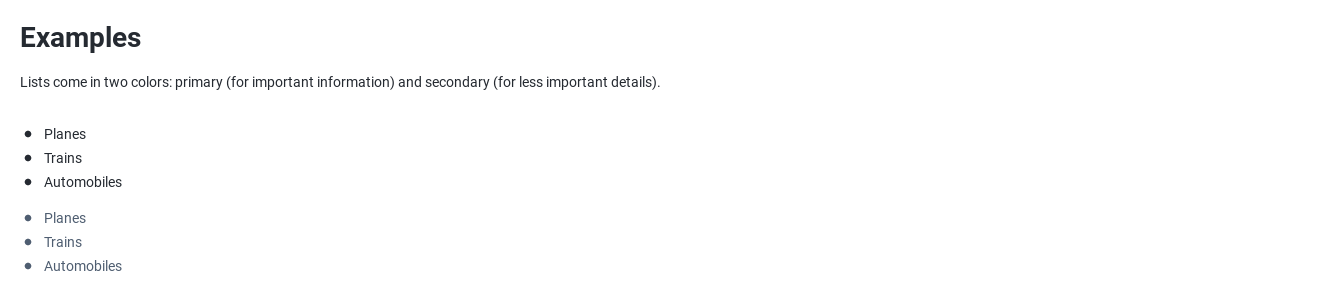 Examples
Lists come in two colors: primary (for important information) and secondary (for less important details).
Planes
Trains
Automobiles
Planes
Trains
Automobiles